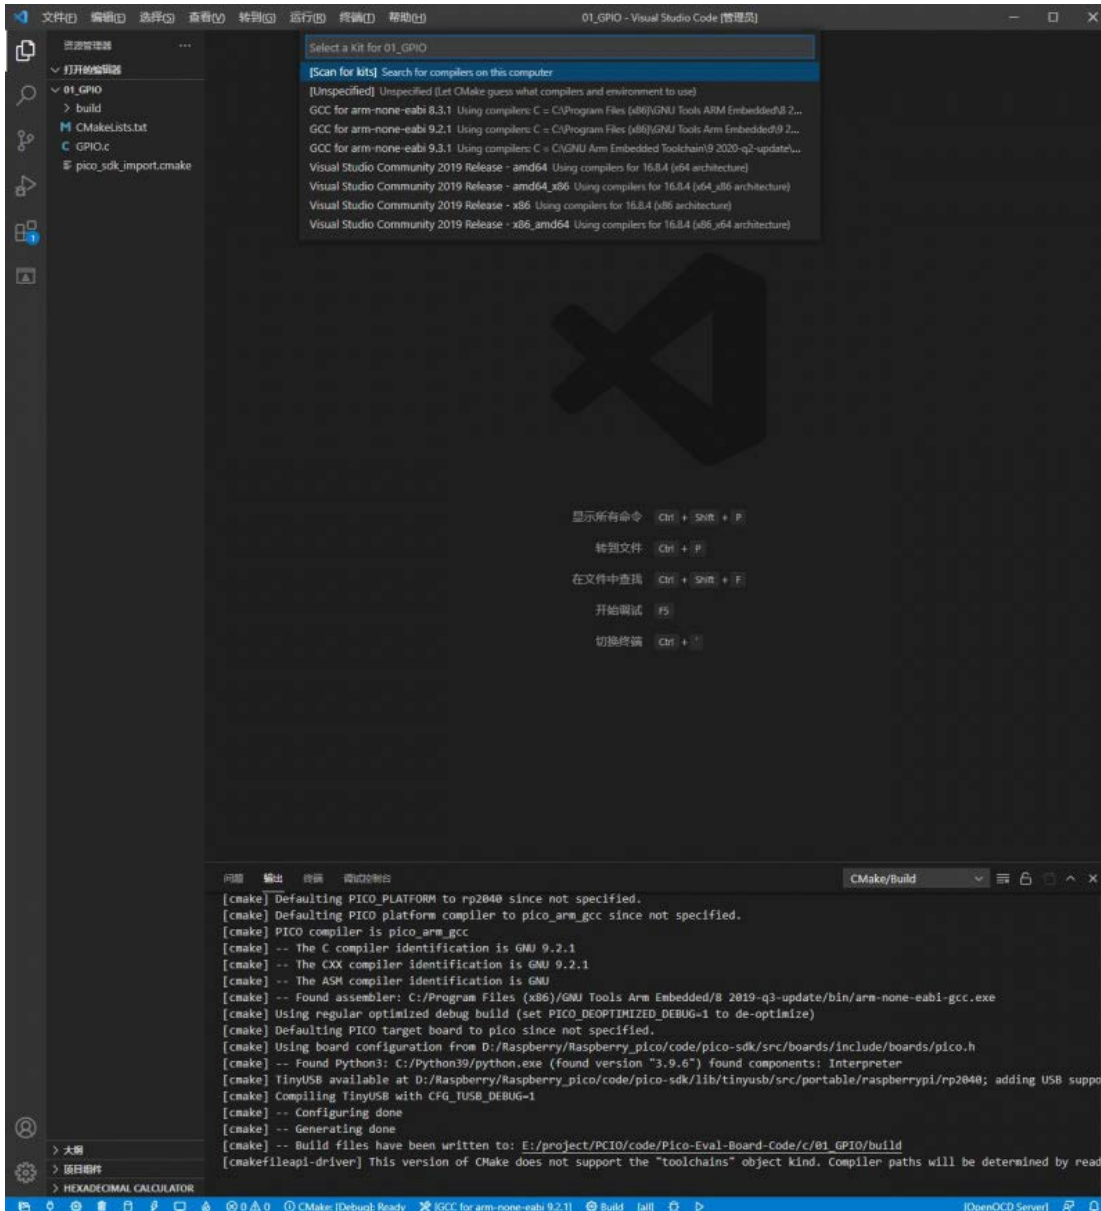 文件(F) 编辑(E) 选择(S) 查看(V) 转到(G) 运行(R) 终端(T) 帮助(H) 01_GPIO - Visual Studio Code [管理员]
资源管理器 ...
打开的编辑器
01_GPIO
build
CMakeLists.txt
GPIO.c
pico_sdk_import.cmake
Select a Kit for 01_GPIO
[Scan for kits] Search for compilers on this computer
[Unspecified] Unspecified (Let CMake guess what compilers and environment to use)
GCC for arm-none-eabi 8.3.1 Using compilers: C = C:\Program Files (x86)\GNU Tools ARM Embedded\8 2...
GCC for arm-none-eabi 9.2.1 Using compilers: C = C:\Program Files (x86)\GNU Tools Arm Embedded\9 2...
GCC for arm-none-eabi 9.3.1 Using compilers: C = C:\GNU Arm Embedded Toolchain\9 2020-q2-update\...
Visual Studio Community 2019 Release - amd64 Using compilers for 16.8.4 (x64 architecture)
Visual Studio Community 2019 Release - amd64_x86 Using compilers for 16.8.4 (x64_x86 architecture)
Visual Studio Community 2019 Release - x86 Using compilers for 16.8.4 (x86 architecture)
Visual Studio Community 2019 Release - x86_amd64 Using compilers for 16.8.4 (x86_x64 architecture)
1
显示所有命令 Ctrl + Shift + P
转到文件 Ctrl + P
在文件中查找 Ctrl + Shift + F
开始调试 F5
切换终端 Ctrl + `
问题 输出 终端 调试控制台 CMake/Build
[cmake] Defaulting PICO_PLATFORM to rp2040 since not specified.
[cmake] Defaulting PICO platform compiler to pico_arm_gcc since not specified.
[cmake] PICO compiler is pico_arm_gcc
[cmake] -- The C compiler identification is GNU 9.2.1
[cmake] -- The CXX compiler identification is GNU 9.2.1
[cmake] -- The ASM compiler identification is GNU
[cmake] -- Found assembler: C:/Program Files (x86)/GNU Tools Arm Embedded/8 2019-q3-update/bin/arm-none-eabi-gcc.exe
[cmake] Using regular optimized debug build (set PICO_DEOPTIMIZED_DEBUG=1 to de-optimize)
[cmake] Defaulting PICO target board to pico since not specified.
[cmake] Using board configuration from D:/Raspberry/Raspberry_pico/code/pico-sdk/src/boards/include/boards/pico.h
[cmake] -- Found Python3: C:/Python39/python.exe (found version "3.9.6") found components: Interpreter
[cmake] TinyUSB available at D:/Raspberry/Raspberry_pico/code/pico-sdk/lib/tinyusb/src/portable/raspberrypi/rp2040; adding USB suppo
[cmake] Compiling TinyUSB with CFG_TUSB_DEBUG=1
[cmake] -- Configuring done
[cmake] -- Generating done
[cmake] -- Build files have been written to: E:/project/PCIO/code/Pico-Eval-Board-Code/c/01_GPIO/build
[cmakefileapi-driver] This version of CMake does not support the "toolchains" object kind. Compiler paths will be determined by read
大纲
项目组件
HEXADECIMAL CALCULATOR
0 0 CMake: [Debug]: Ready [GCC for arm-none-eabi 9.2.1] Build [all] [OpenOCD Server]